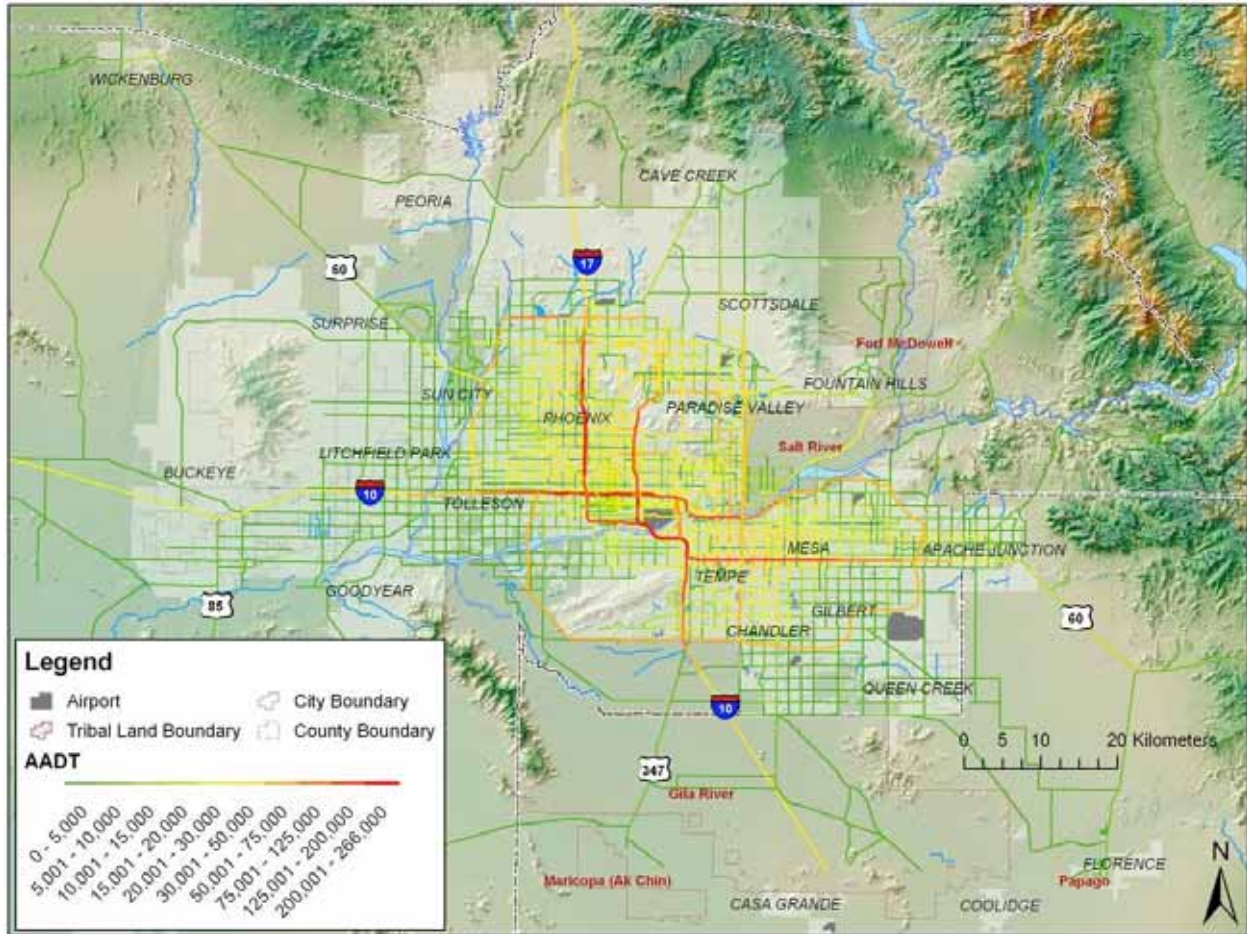 WICKENBURG
CAVE CREEK
PEORIA
60
17
SCOTTSDALE
SURPRISE
Fort McDowell
FOUNTAIN HILLS
SUN CITY
PHOENIX
PARADISE VALLEY
Salt River
LITCHFIELD PARK
BUCKEYE
10
TOLLESON
MESA
APACHE JUNCTION
TEMPE
GOODYEAR
85
GILBERT
60
CHANDLER
QUEEN CREEK
10
347
Gila River
0 5 10 20 Kilometers
Maricopa (Ak Chin)
CASA GRANDE
COOLIDGE
FLORENCE
Papago
N
Legend
Airport
City Boundary
Tribal Land Boundary
County Boundary
AADT
0 - 5,000
5,001 - 10,000
10,001 - 15,000
15,001 - 20,000
20,001 - 30,000
30,001 - 50,000
50,001 - 75,000
75,001 - 125,000
125,001 - 200,000
200,001 - 266,000